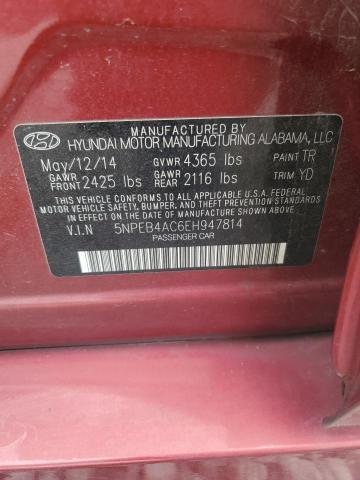 MANUFACTURED BY
HYUNDAI MOTOR MANUFACTURING ALABAMA, LLC
May/12/14 GVWR 4365 lbs PAINT TR
GAWR FRONT 2425 lbs GAWR REAR 2116 lbs TRIM YD
THIS VEHICLE CONFORMS TO ALL APPLICABLE U.S.A. FEDERAL
MOTOR VEHICLE SAFETY, BUMPER, AND THEFT PREVENTION STANDARDS
IN EFFECT ON THE DATE OF MANUFACTURE SHOWN ABOVE.
V.I.N 5NPEB4AC6EH947814
PASSENGER CAR